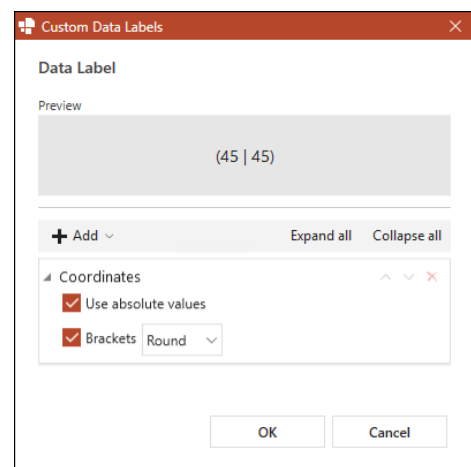 Custom Data Labels
Data Label
Preview
(45 | 45)
Add Expand all Collapse all
Coordinates
Use absolute values
Brackets Round
OK Cancel